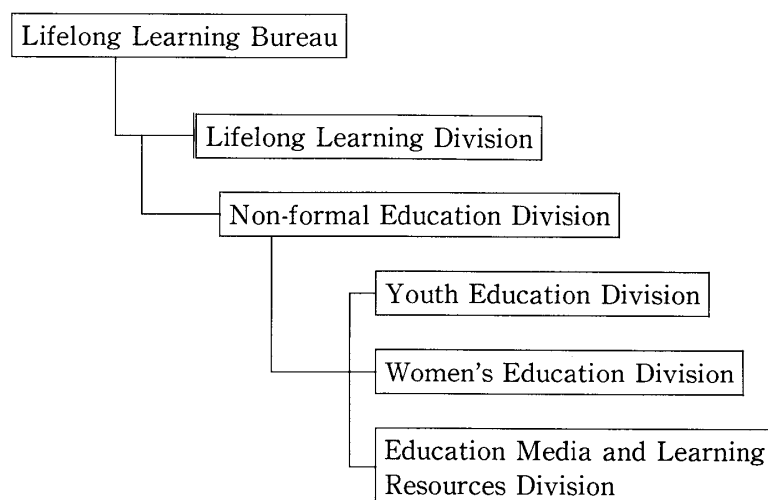 Lifelong Learning Bureau
Lifelong Learning Division
Non-formal Education Division
Youth Education Division
Women's Education Division
Education Media and Learning
Resources Division